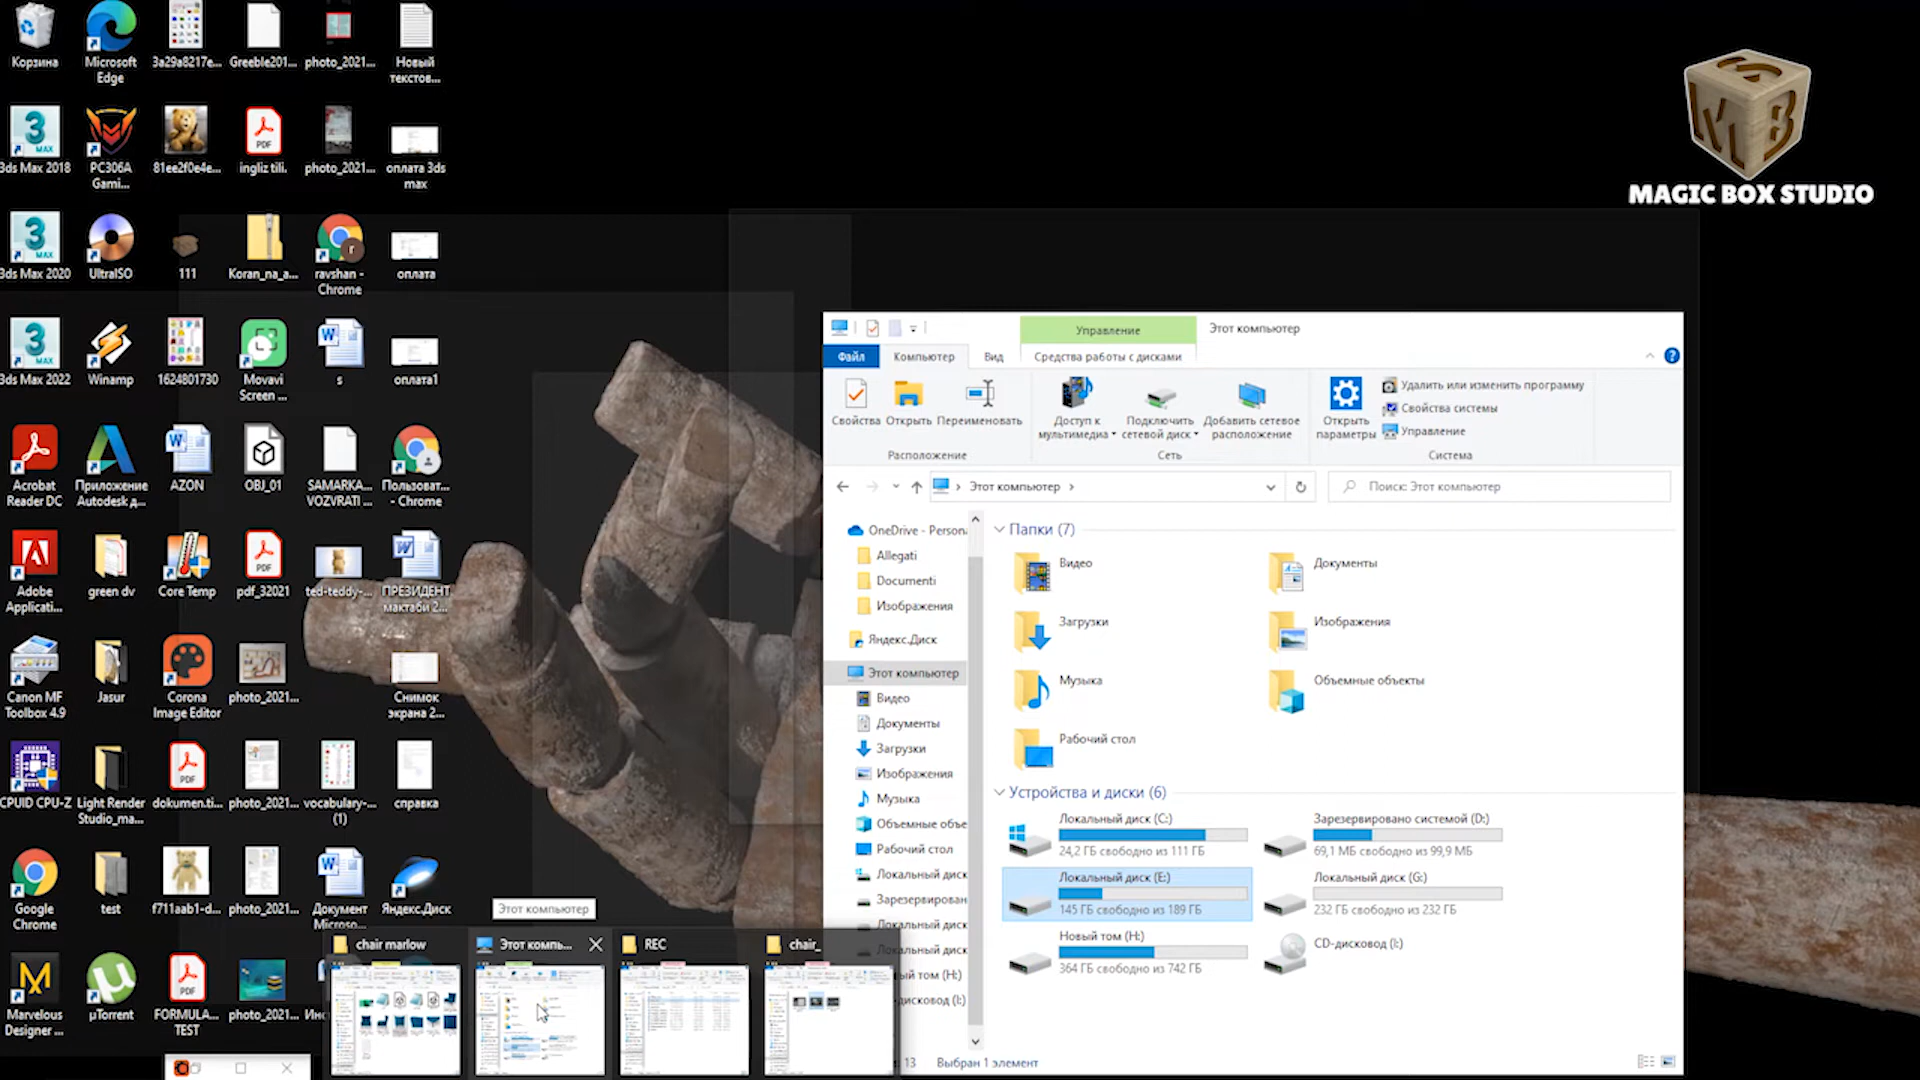 Корзина
Microsoft
Edge
3a29a8217e...
Greeble201...
photo_2021...
Новый
текстов...
3ds Max 2018
PC306A
Gami...
81ee2f0e4e...
ingliz tili.
photo_2021...
оплата 3ds
max
3ds Max 2020
UltraISO
111
Koran_na_a...
ravshan -
Chrome
оплата
3ds Max 2022
Winamp
1624801730
Movavi
Screen ...
s
оплата1
Acrobat
Reader DC
Приложение
Autodesk д...
AZON
OBJ_01
SAMARKA...
VOZVRATI ...
Пользоват...
- Chrome
Adobe
Applicati...
green dv
Core Temp
pdf_32021
ted-teddy-...
ПРЕЗИДЕНТ
мактаби 2...
Canon MF
Toolbox 4.9
Jasur
Corona
Image Editor
photo_2021...
Снимок
экрана 2...
CPUID CPU-Z
Light Render
Studio_ma...
dokumen.ti...
photo_2021...
vocabulary-...
(1)
справка
Google
Chrome
test
f711aab1-d...
photo_2021...
Документ
Microso...
Яндекс.Диск
Marvelous
Designer ...
µTorrent
FORMULA...
TEST
photo_2021...
MAGIC BOX STUDIO
Управление
Этот компьютер
Файл
Компьютер
Вид
Средства работы с дисками
Свойства
Открыть
Переименовать
Доступ к
мультимедиа
Подключить
сетевой диск
Добавить сетевое
расположение
Открыть
параметры
Удалить или изменить программу
Свойства системы
Управление
Расположение
Сеть
Система
Этот компьютер
Поиск: Этот компьютер
OneDrive - Persona
Allegati
Documenti
Изображения
Яндекс.Диск
Этот компьютер
Видео
Документы
Загрузки
Изображения
Музыка
Объемные объе
Рабочий стол
Локальный диск
Зарезервирован
Локальный диск
Локальный диск
ый том (H:)
-дисковод (I:)
Папки (7)
Видео
Документы
Загрузки
Изображения
Музыка
Объемные объекты
Рабочий стол
Устройства и диски (6)
Локальный диск (C:)
24,2 ГБ свободно из 111 ГБ
Зарезервировано системой (D:)
69,1 МБ свободно из 99,9 МБ
Локальный диск (E:)
145 ГБ свободно из 189 ГБ
Локальный диск (G:)
232 ГБ свободно из 232 ГБ
Новый том (H:)
364 ГБ свободно из 742 ГБ
CD-дисковод (I:)
: 13
Выбран 1 элемент
Этот компьютер
chair marlow
Этот компь...
REC
chair_